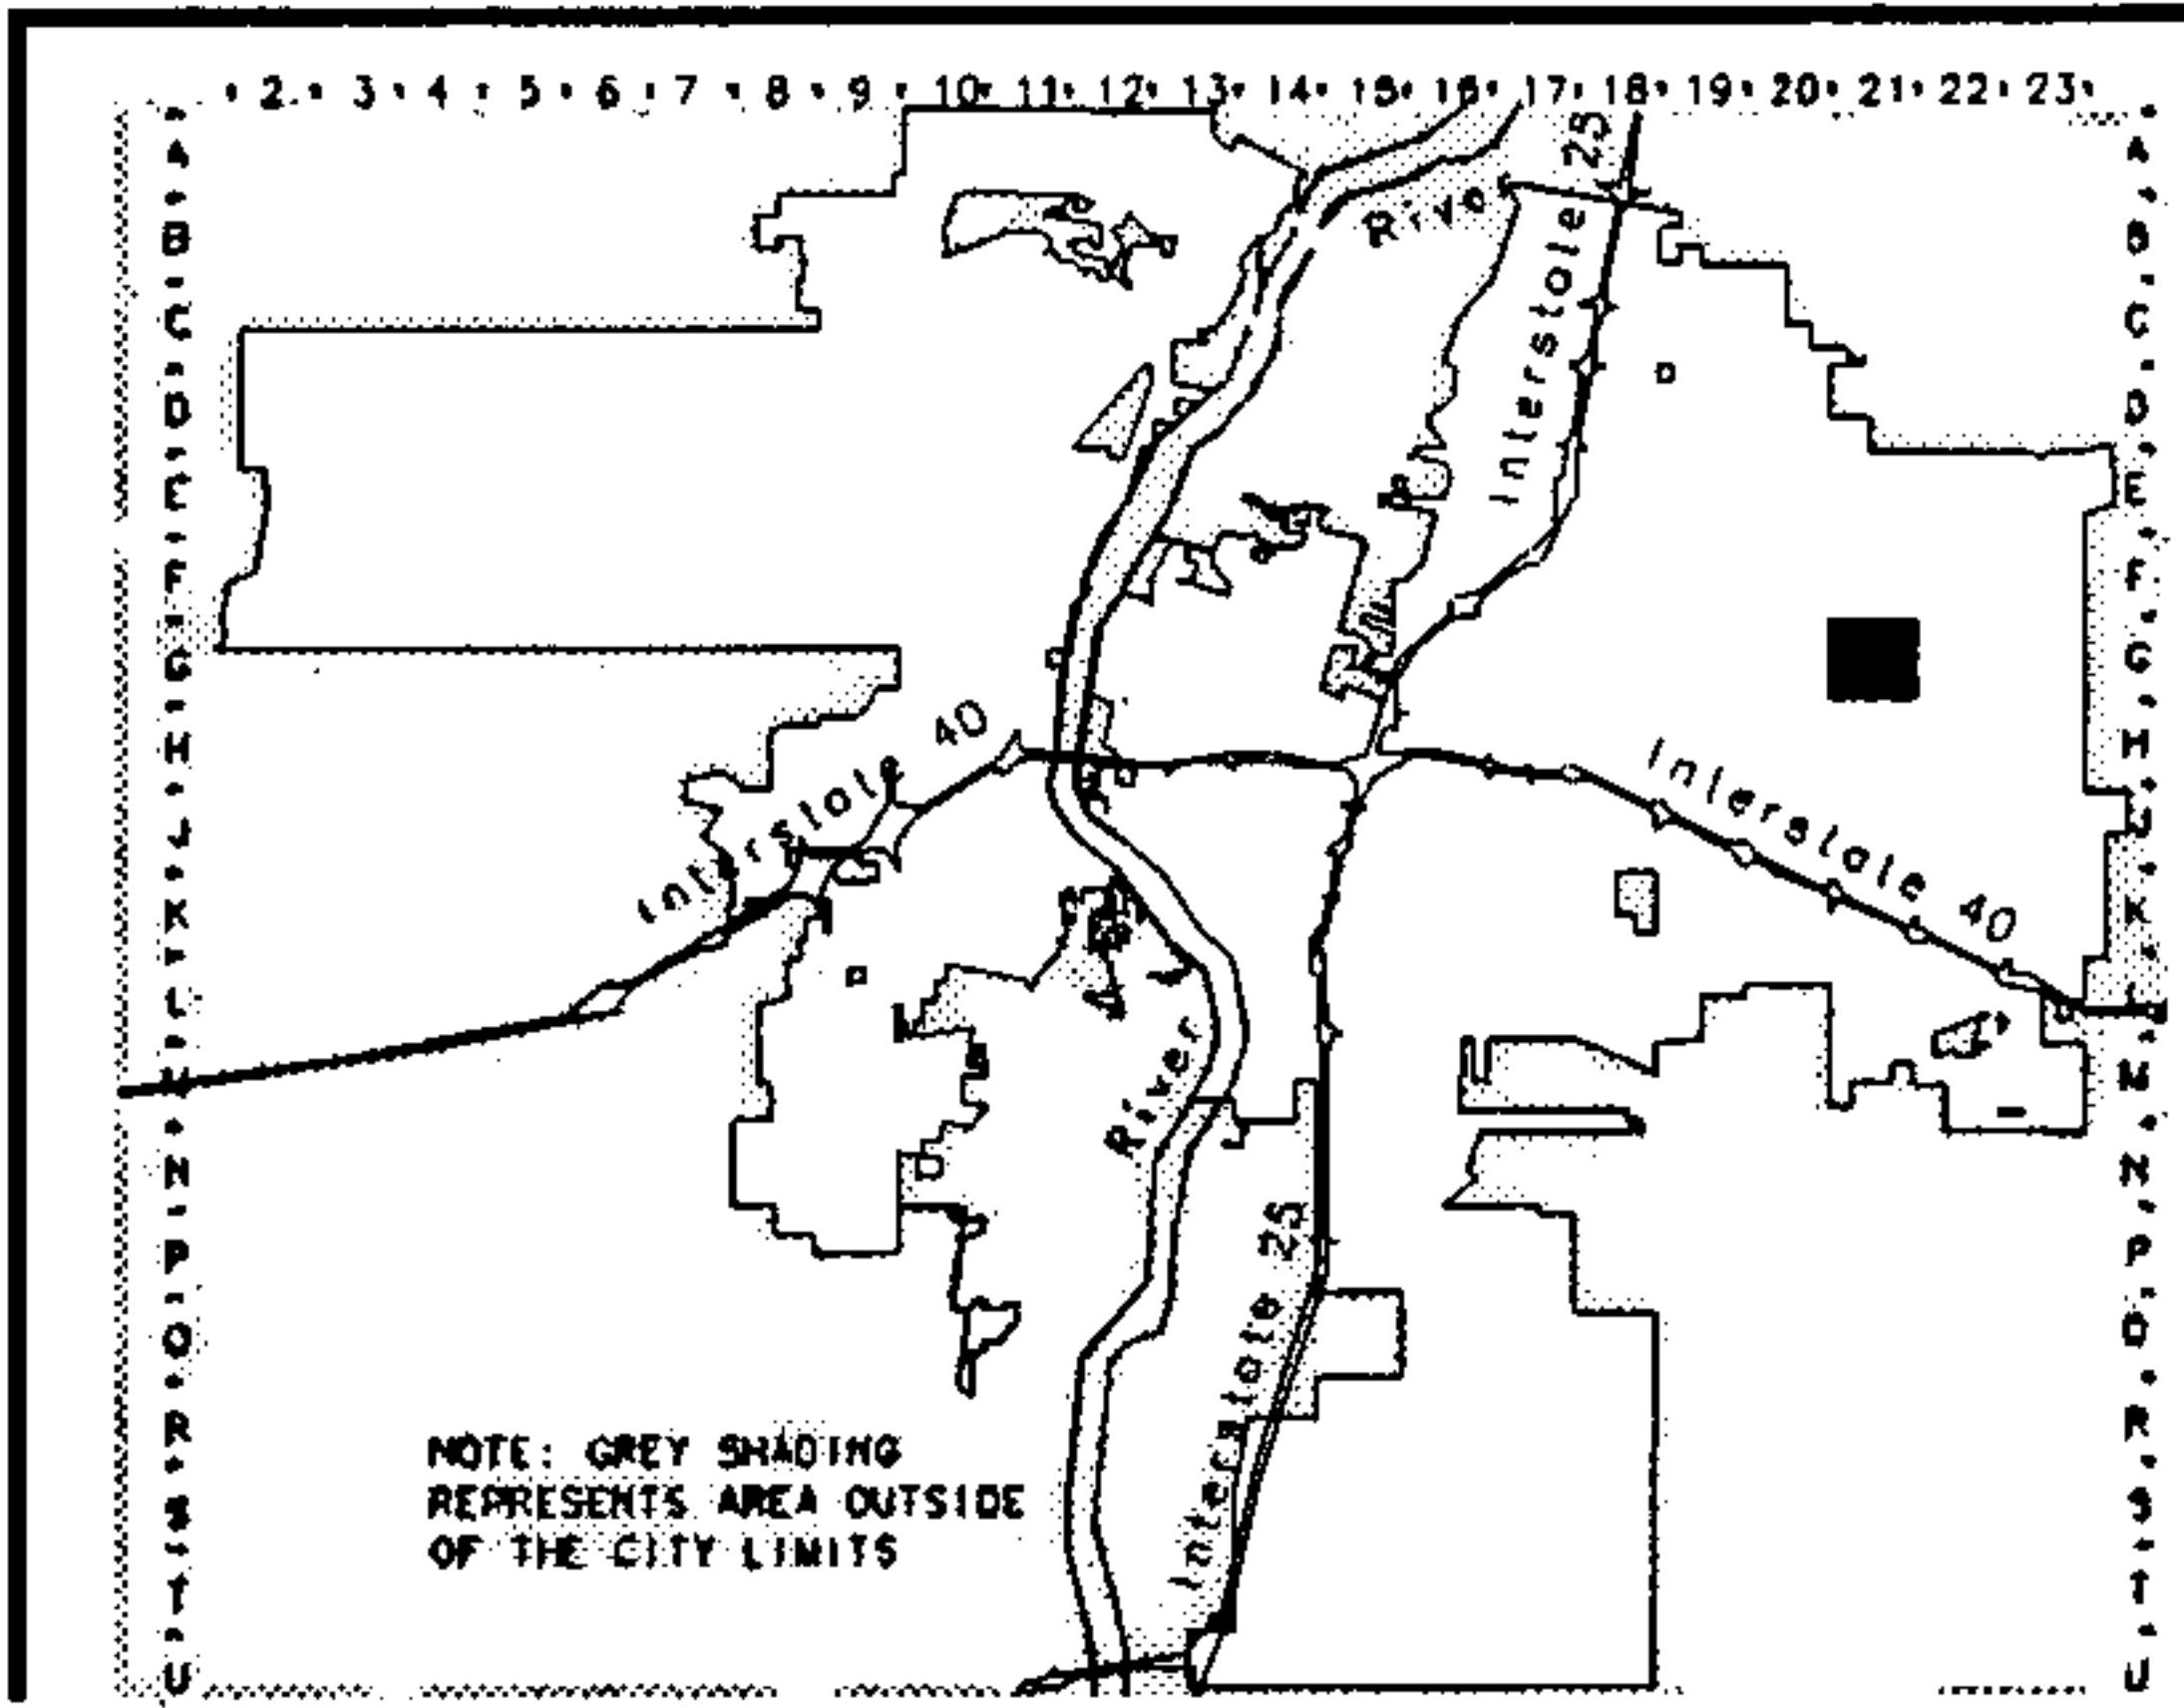 2 3 4 5 6 7 8 9 10 11 12 13 14 15 16 17 18 19 20 21 22 23
A A
B B
C C
D D
E E
F F
G G
H H
J J
K K
L L
M M
N N
P P
Q Q
R R
S S
T T
U U
River
Interstate 25
Interstate 40
Interstate 40
River
Interstate 25
NOTE: GREY SHADING
REPRESENTS AREA OUTSIDE
OF THE CITY LIMITS